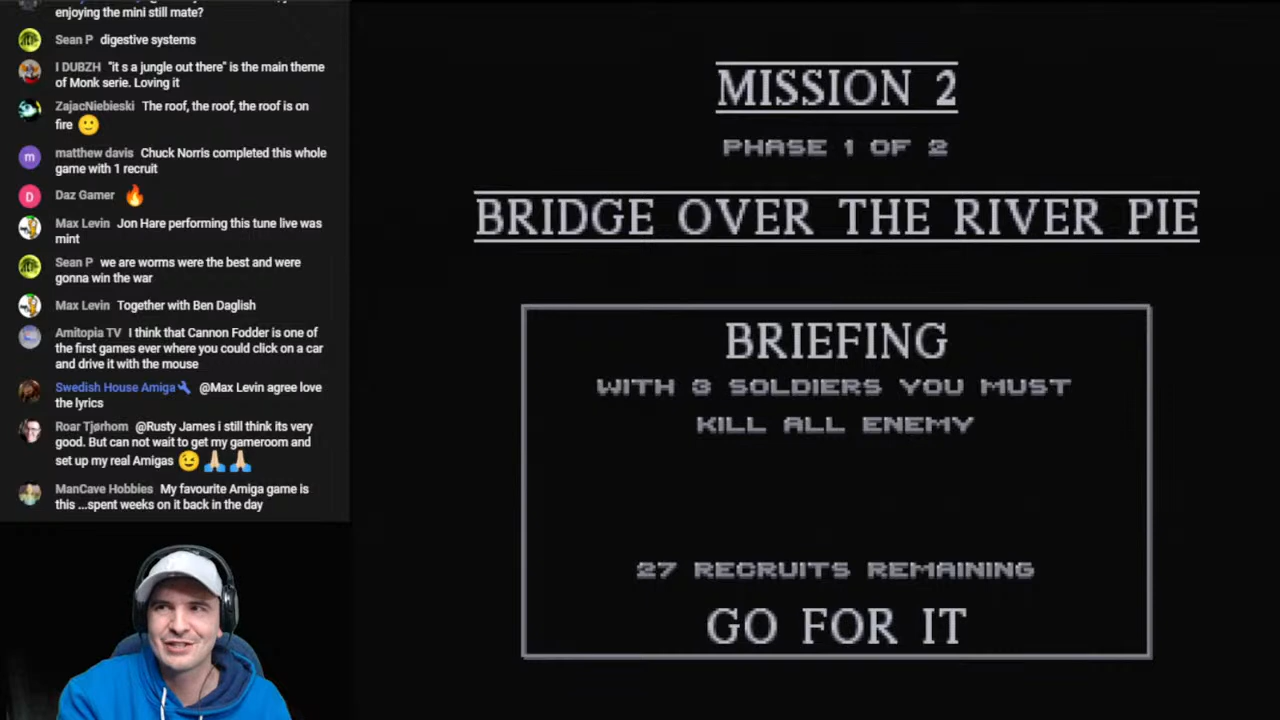 enjoying the mini still mate?
Sean P digestive systems
I DUBZH "it s a jungle out there" is the main theme
of Monk serie. Loving it
ZajacNiebieski The roof, the roof, the roof is on
fire
matthew davis Chuck Norris completed this whole
game with 1 recruit
Daz Gamer
Max Levin Jon Hare performing this tune live was
mint
Sean P we are worms were the best and were
gonna win the war
Max Levin Together with Ben Daglish
Amitopia TV I think that Cannon Fodder is one of
the first games ever where you could click on a car
and drive it with the mouse
Swedish House Amiga @Max Levin agree love
the lyrics
Roar Tjørhom @Rusty James i still think its very
good. But can not wait to get my gameroom and
set up my real Amigas
ManCave Hobbies My favourite Amiga game is
this ...spent weeks on it back in the day
MISSION 2
PHASE 1 OF 2
BRIDGE OVER THE RIVER PIE
BRIEFING
WITH 3 SOLDIERS YOU MUST
KILL ALL ENEMY
27 RECRUITS REMAINING
GO FOR IT